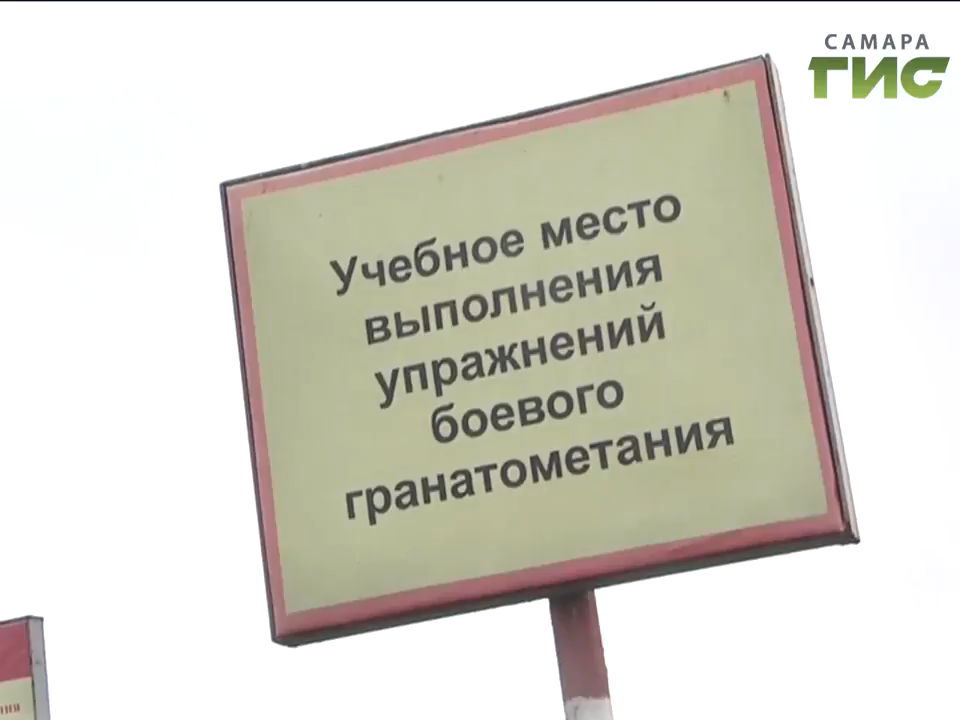 САМАРА
ГИС
Учебное место
выполнения
упражнений
боевого
гранатометания